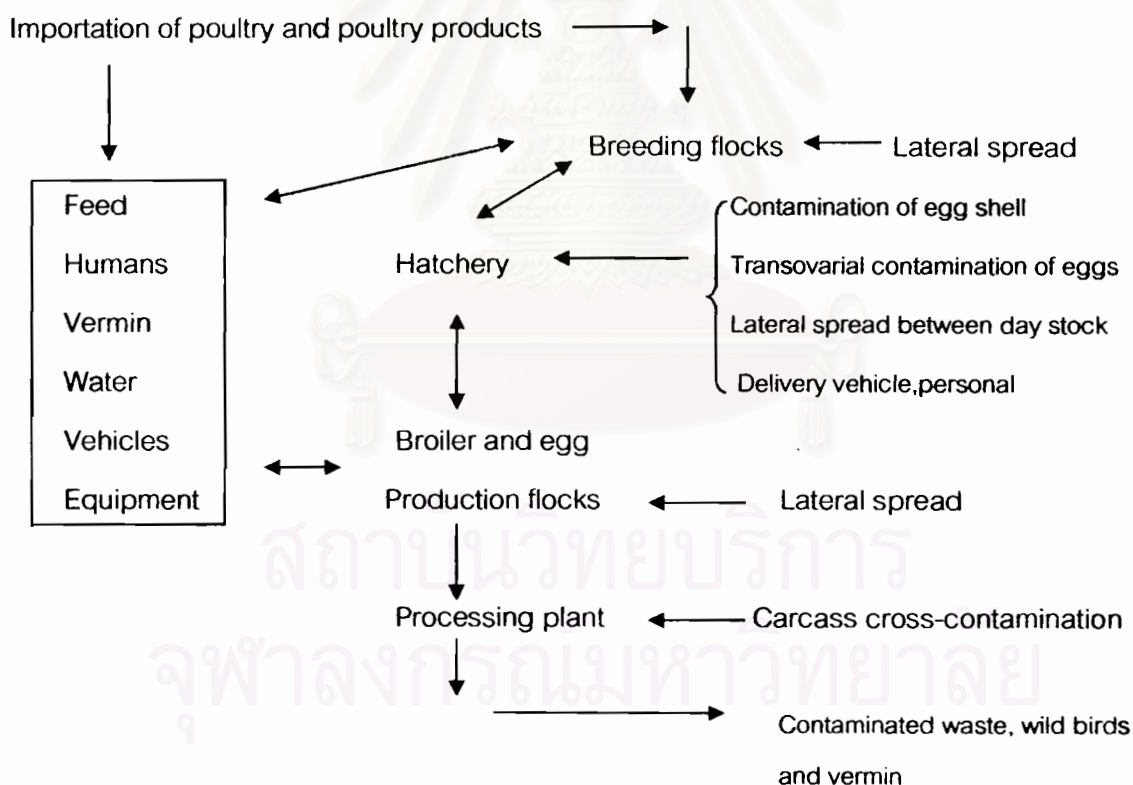 Importation of poultry and poultry products
Breeding flocks
Lateral spread
Feed
Contamination of egg shell
Humans
Hatchery
Transovarial contamination of eggs
Vermin
Lateral spread between day stock
Water
Delivery vehicle,personal
Vehicles
Broiler and egg
Equipment
Production flocks
Lateral spread
สถาบันวิทยบริการ
Processing plant
Carcass cross-contamination
จุฬาลงกรณ์มหาวิทยาลัย
Contaminated waste, wild birds
and vermin